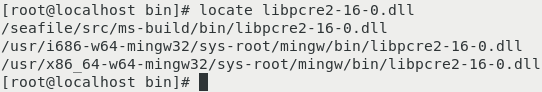 [root@localhost bin]# locate libpcre2-16-0.dll
/seafile/src/ms-build/bin/libpcre2-16-0.dll
/usr/i686-w64-mingw32/sys-root/mingw/bin/libpcre2-16-0.dll
/usr/x86_64-w64-mingw32/sys-root/mingw/bin/libpcre2-16-0.dll
[root@localhost bin]#